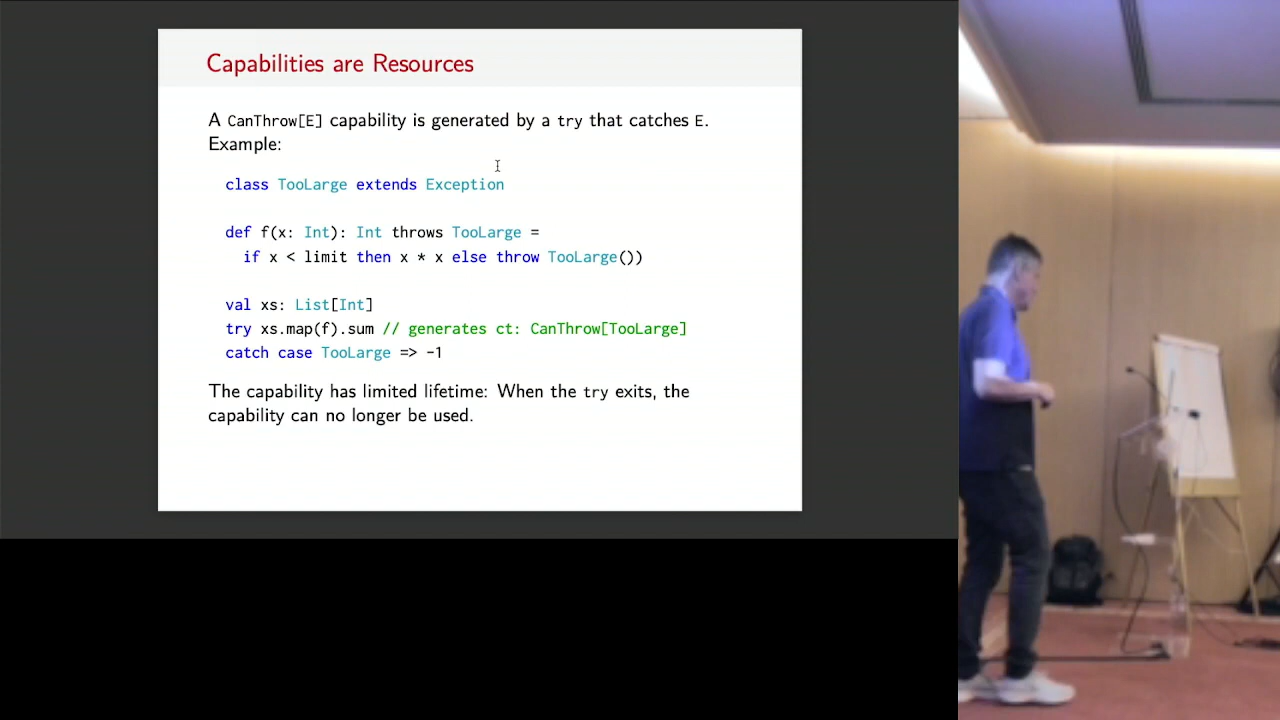 Capabilities are Resources
A CanThrow[E] capability is generated by a try that catches E.
Example:
class TooLarge extends Exception
def f(x: Int): Int throws TooLarge =
if x < limit then x * x else throw TooLarge())
val xs: List[Int]
try xs.map(f).sum // generates ct: CanThrow[TooLarge]
catch case TooLarge => -1
The capability has limited lifetime: When the try exits, the
capability can no longer be used.